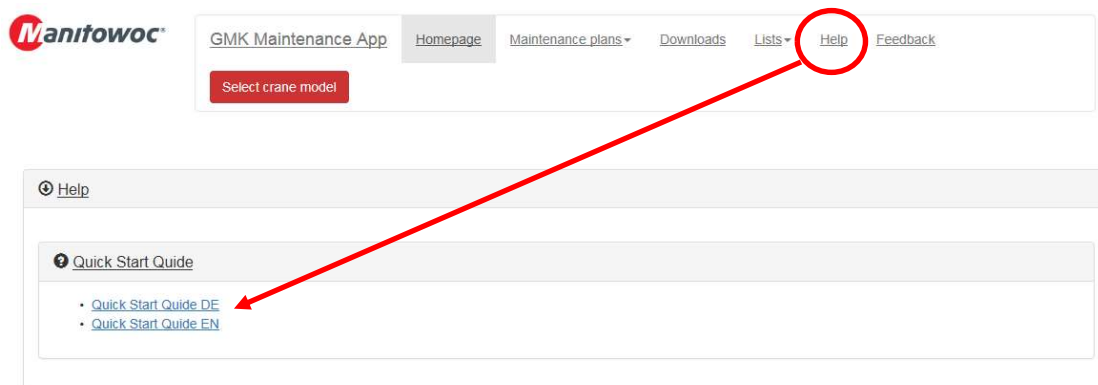 Manitowoc
GMK Maintenance App Homepage Maintenance plans Downloads Lists Help Feedback
Select crane model
Help
Quick Start Quide
Quick Start Quide DE
Quick Start Quide EN